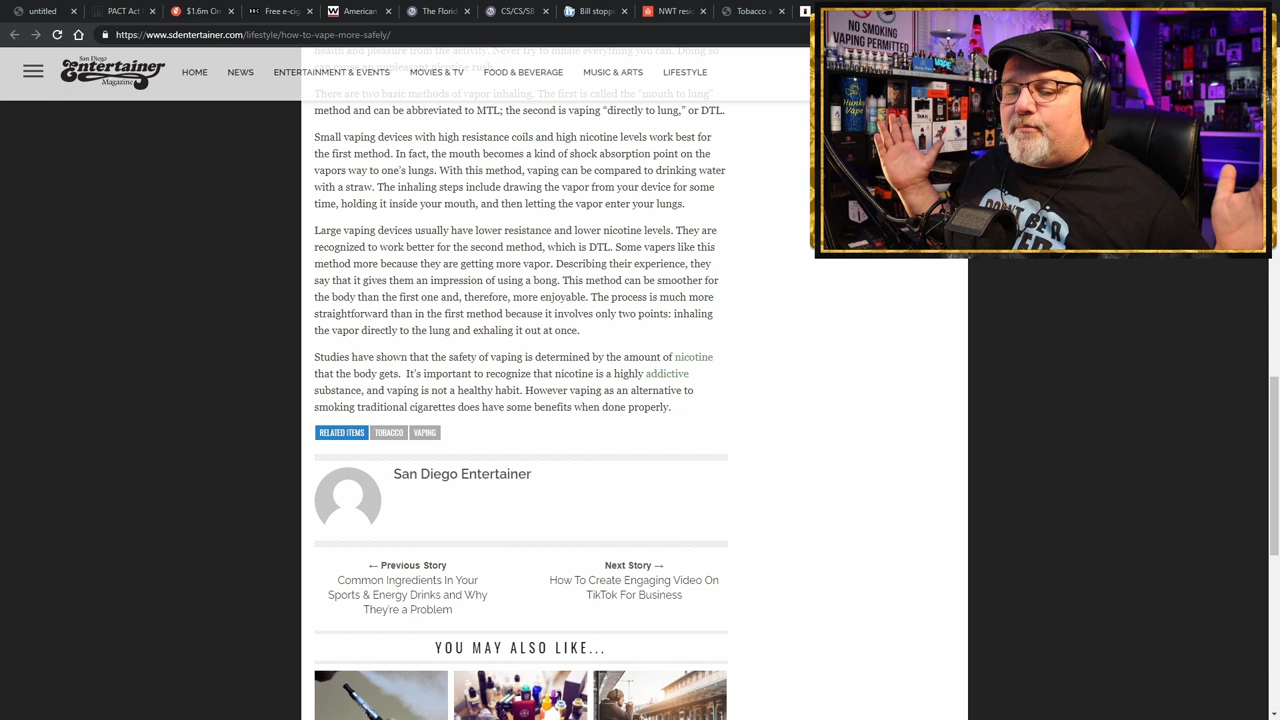 untitled
PACT Act
$1.6m Or
Free e-cig
American
The Florid
CS/CS/SB
Bill stops
NWT resi
Tobacco a
https://www.sdentertainer.com/lifestyle/how-to-vape-more-safely/
San Diego
Entertainer
Magazine
HOME
NEWS
ENTERTAINMENT & EVENTS
MOVIES & TV
FOOD & BEVERAGE
MUSIC & ARTS
LIFESTYLE
health and pleasure from the activity. Never try to inhale everything you can. Doing so
There are two basic methods of vapor inhaling. The first is called the “mouth to lung”
method and can be abbreviated to MTL; the second is vaping “directly to lung,” or DTL.
Small vaping devices with high resistance coils and high nicotine levels work best for
the first method. In fact, the mouth becomes a kind of shock absorption point on the
vapors way to one’s lungs. With this method, vaping can be compared to drinking water
with a straw. The inhaling steps include drawing the vapor from your device for some
time, holding it inside your mouth, and then letting the vapor enter your lungs.
Large vaping devices usually have lower resistance and lower nicotine levels. They are
recognized to work better for the second method, which is DTL. Some vapers like this
method more because they are getting more vapor. Describing their experience, they
say that it gives them an impression of using a bong. This method can be smoother for
the body than the first one and, therefore, more enjoyable. The process is much more
straightforward than in the first method because it involves only two points: inhaling
the vapor directly to the lung and exhaling it out at once.
Studies have shown that the safety of vaping is determined by the amount of nicotine
that the body gets.  It’s important to recognize that nicotine is a highly addictive
substance, and vaping is not a healthy habit. However vaping as an alternative to
smoking traditional cigarettes does have some benefits when done properly.
RELATED ITEMS
TOBACCO
VAPING
San Diego Entertainer
← Previous Story
Common Ingredients In Your
Sports & Energy Drinks and Why
They’re a Problem
Next Story →
How To Create Engaging Video On
TikTok For Business
YOU MAY ALSO LIKE...
NO SMOKING
VAPING PERMITTED
vape
Hunks
Vape
DON'T BE A